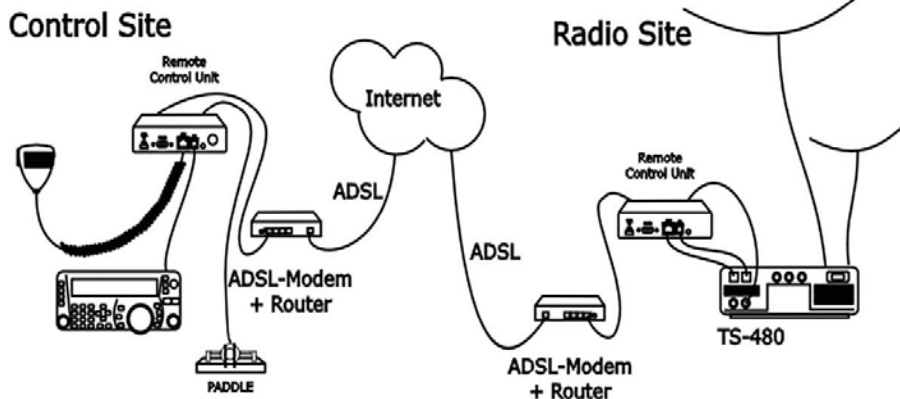 Control Site
Remote
Control Unit
Internet
ADSL
ADSL-Modem
+ Router
PADDLE
Radio Site
Remote
Control Unit
ADSL
ADSL-Modem
+ Router
TS-480